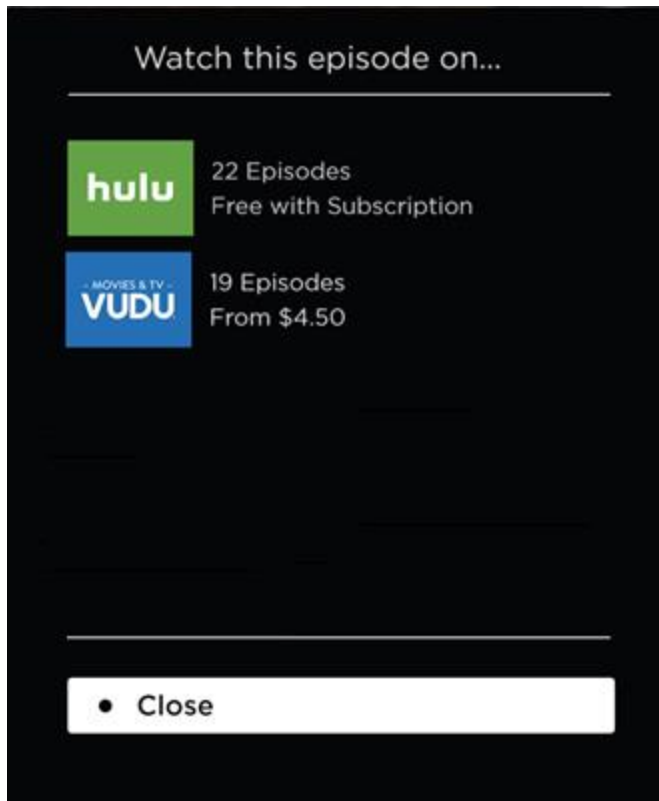 Watch this episode on...
hulu
22 Episodes
Free with Subscription
- MOVIES & TV -
VUDU
19 Episodes
From $4.50
Close